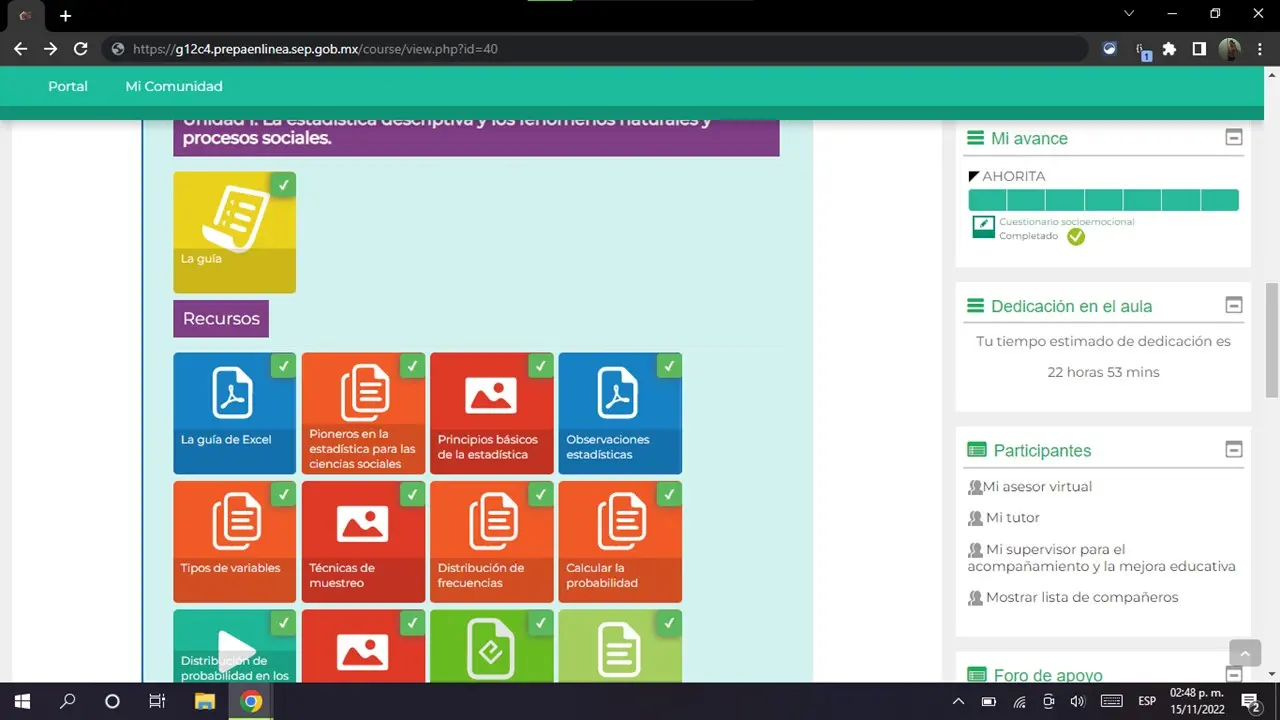 https://g12c4.prepaenlinea.sep.gob.mx/course/view.php?id=40
1
Portal
Mi Comunidad
Unidad 1. La estadística descriptiva y los fenómenos naturales y
procesos sociales.
La guía
Recursos
La guía de Excel
Pioneros en la
estadística para las
ciencias sociales
Principios básicos
de la estadística
Observaciones
estadísticas
Tipos de variables
Técnicas de
muestreo
Distribución de
frecuencias
Calcular la
probabilidad
Distribución de
probabilidad en los
Mi avance
AHORITA
Cuestionario socioemocional
Completado
Dedicación en el aula
Tu tiempo estimado de dedicación es
22 horas 53 mins
Participantes
Mi asesor virtual
Mi tutor
Mi supervisor para el
acompañamiento y la mejora educativa
Mostrar lista de compañeros
Foro de apoyo
ESP
02:48 p. m.
15/11/2022
2